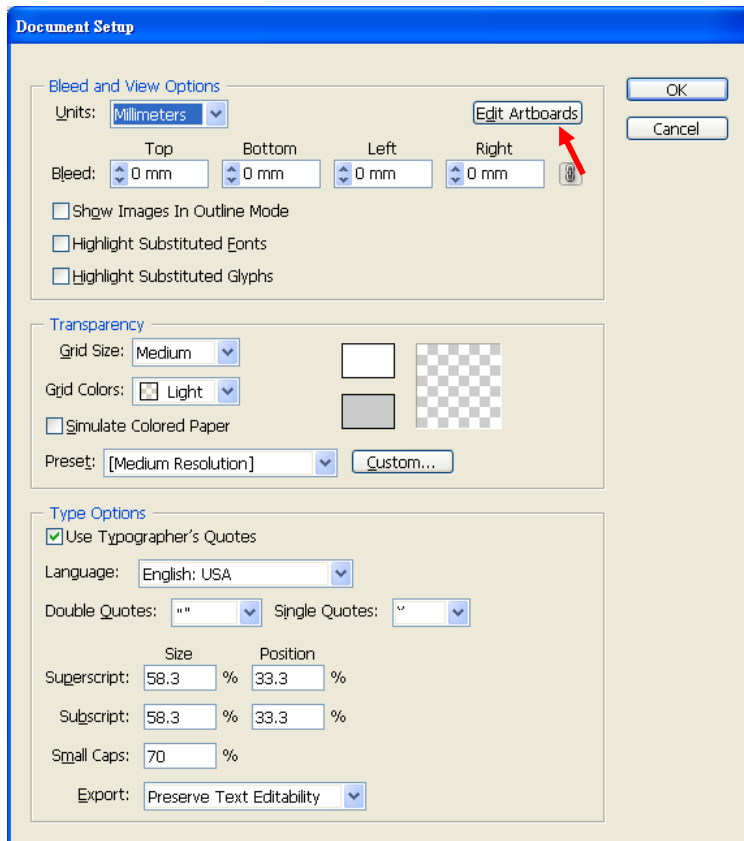 Document Setup
Bleed and View Options
Units: Millimeters Edit Artboards
OK
Cancel
Top Bottom Left Right
Bleed: 0 mm 0 mm 0 mm 0 mm
Show Images In Outline Mode
Highlight Substituted Fonts
Highlight Substituted Glyphs
Transparency
Grid Size: Medium
Grid Colors: Light
Simulate Colored Paper
Preset: [Medium Resolution] Custom...
Type Options
Use Typographer's Quotes
Language: English: USA
Double Quotes: "" Single Quotes:
Size Position
Superscript: 58.3 % 33.3 %
Subscript: 58.3 % 33.3 %
Small Caps: 70 %
Export: Preserve Text Editability